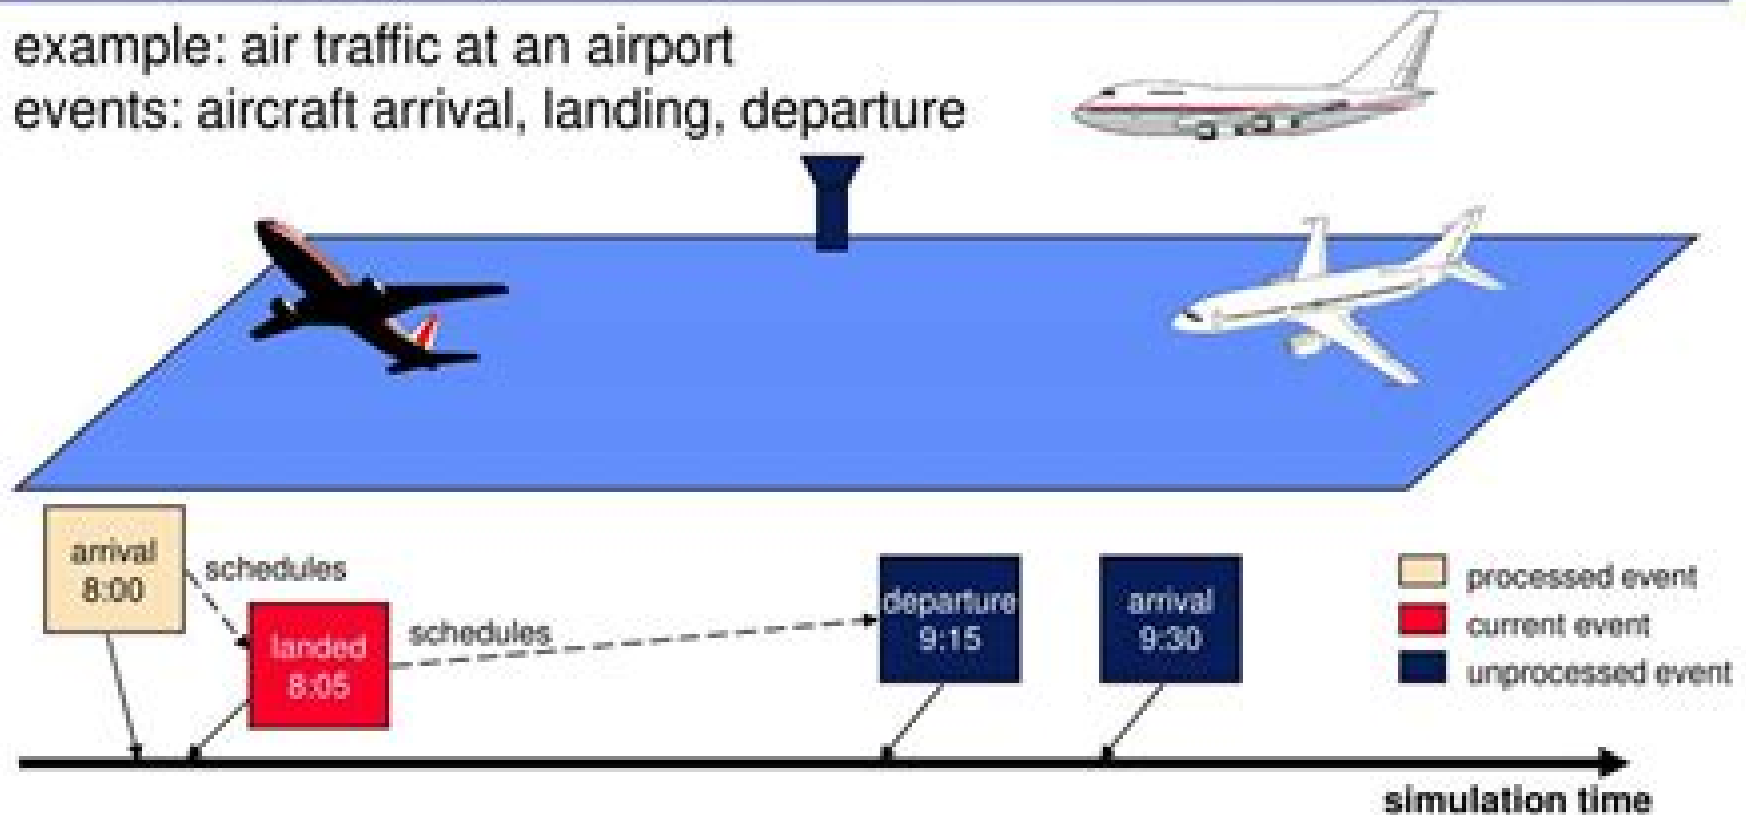 example: air traffic at an airport
events: aircraft arrival, landing, departure
arrival
8:00
schedules
landed
8:05
schedules
departure
9:15
arrival
9:30
processed event
current event
unprocessed event
simulation time